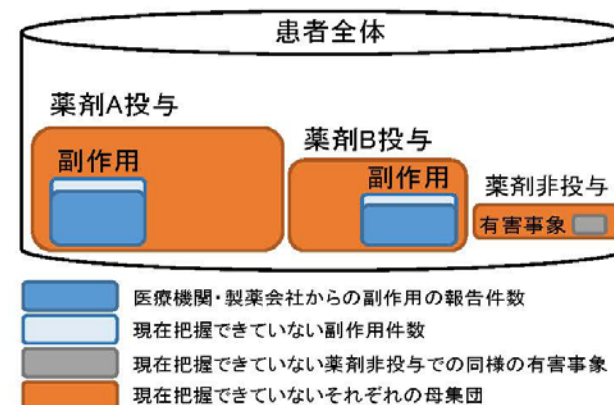 患者全体
薬剤A投与
副作用
薬剤B投与
副作用
薬剤非投与
有害事象
医療機関・製薬会社からの副作用の報告件数
現在把握できていない副作用件数
現在把握できていない薬剤非投与での同様の有害事象
現在把握できていないそれぞれの母集団